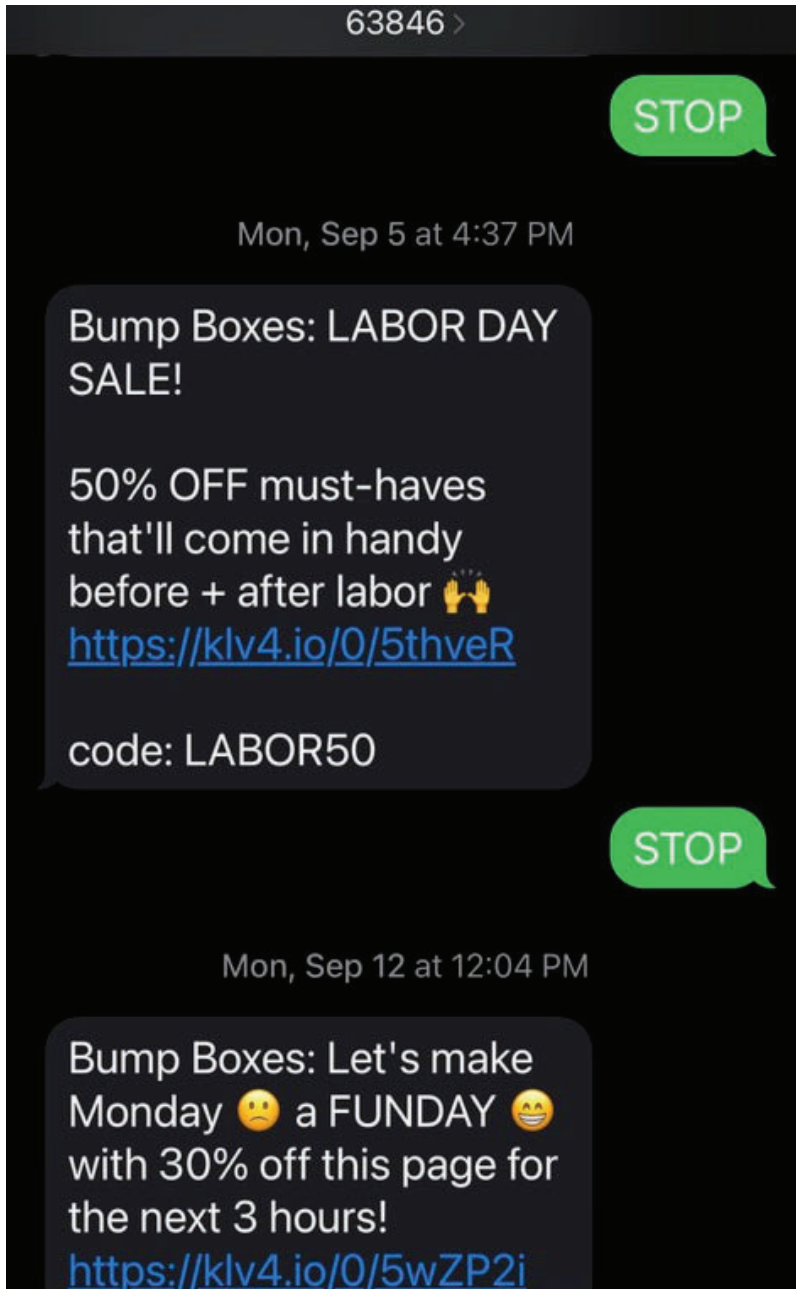 63846 >
STOP
Mon, Sep 5 at 4:37 PM
Bump Boxes: LABOR DAY
SALE!
50% OFF must-haves
that'll come in handy
before + after labor 🙌
https://klv4.io/0/5thveR
code: LABOR50
STOP
Mon, Sep 12 at 12:04 PM
Bump Boxes: Let's make
Monday 🙁 a FUNDAY 😁
with 30% off this page for
the next 3 hours!
https://klv4.io/0/5wZP2i